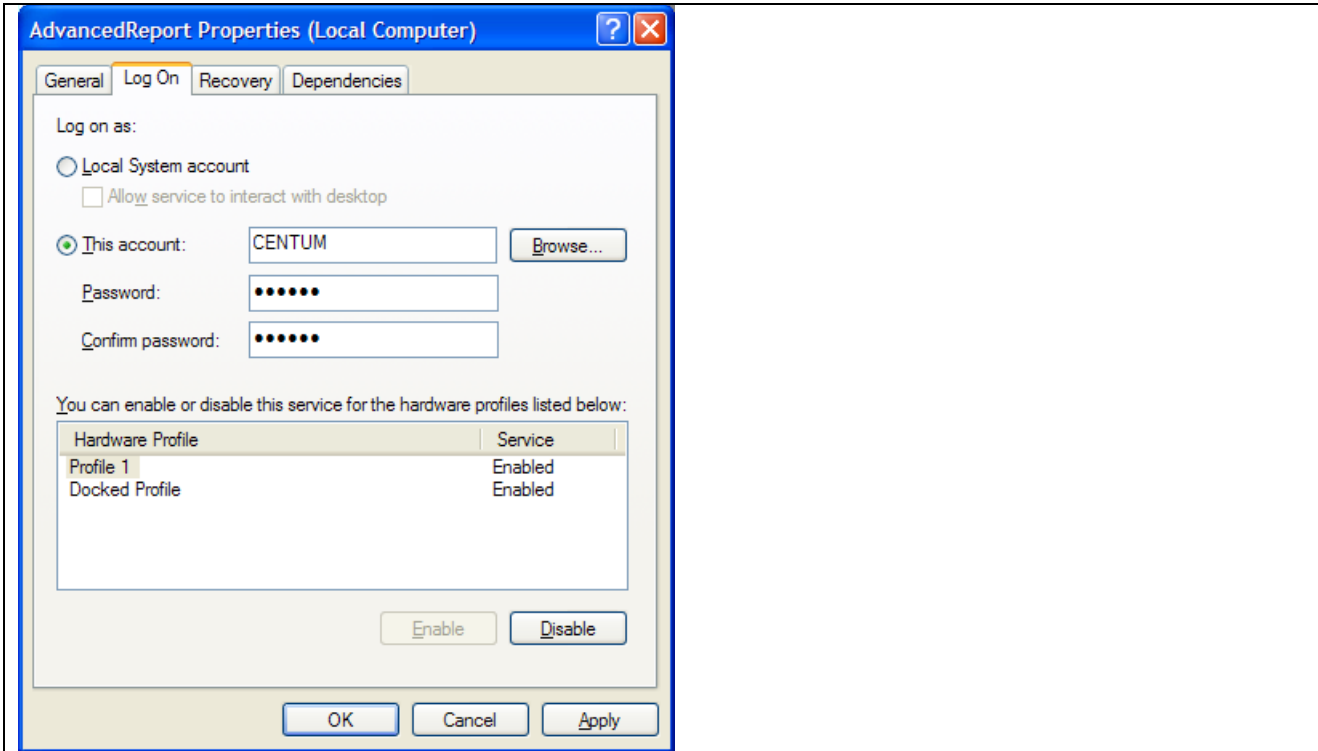 AdvancedReport Properties (Local Computer)
General Log On Recovery Dependencies
Log on as:
Local System account
Allow service to interact with desktop
This account: CENTUM Browse...
Password: ●●●●●●
Confirm password: ●●●●●●
You can enable or disable this service for the hardware profiles listed below:
Hardware Profile Service
Profile 1 Enabled
Docked Profile Enabled
Enable Disable
OK Cancel Apply